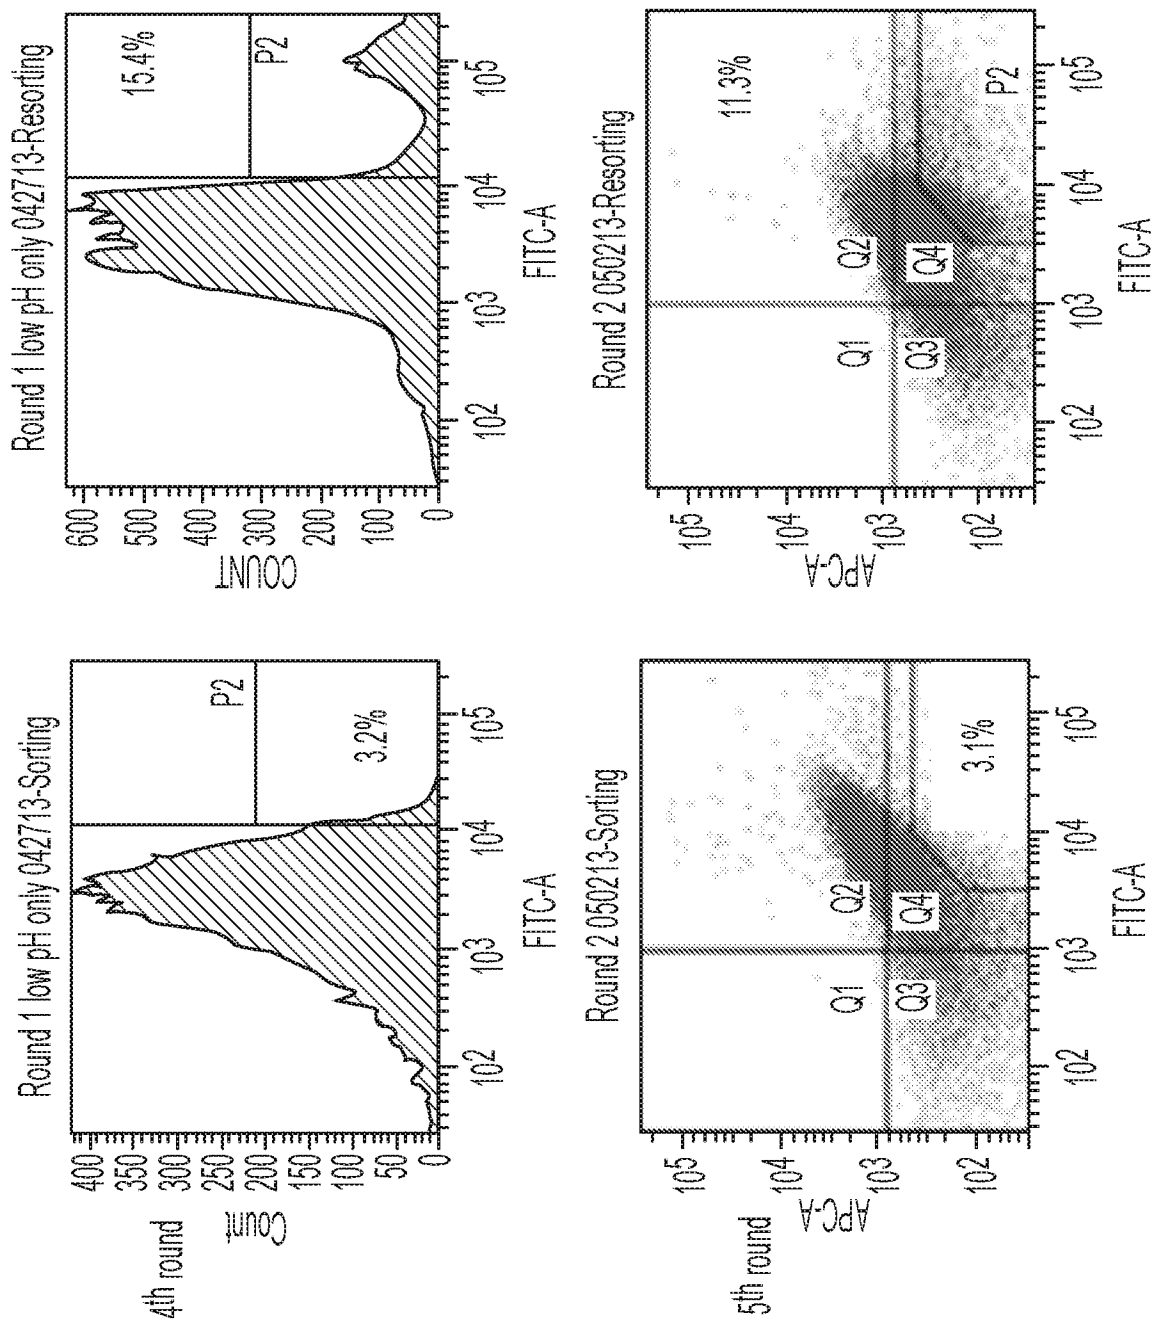 4th round
Round 1 low pH only 042713-Sorting
Count
400
350
300
250
200
150
100
50
0
P2
3.2%
10²
10³
10⁴
10⁵
FITC-A
Round 1 low pH only 042713-Resorting
COUNT
600
500
400
300
200
100
0
15.4%
P2
10²
10³
10⁴
10⁵
FITC-A
5th round
Round 2 050213-Sorting
APC-A
10⁵
10⁴
10³
10²
Q1
Q2
Q3
Q4
3.1%
10²
10³
10⁴
10⁵
FITC-A
Round 2 050213-Resorting
APC-A
10⁵
10⁴
10³
10²
11.3%
Q1
Q2
Q3
Q4
P2
10²
10³
10⁴
10⁵
FITC-A